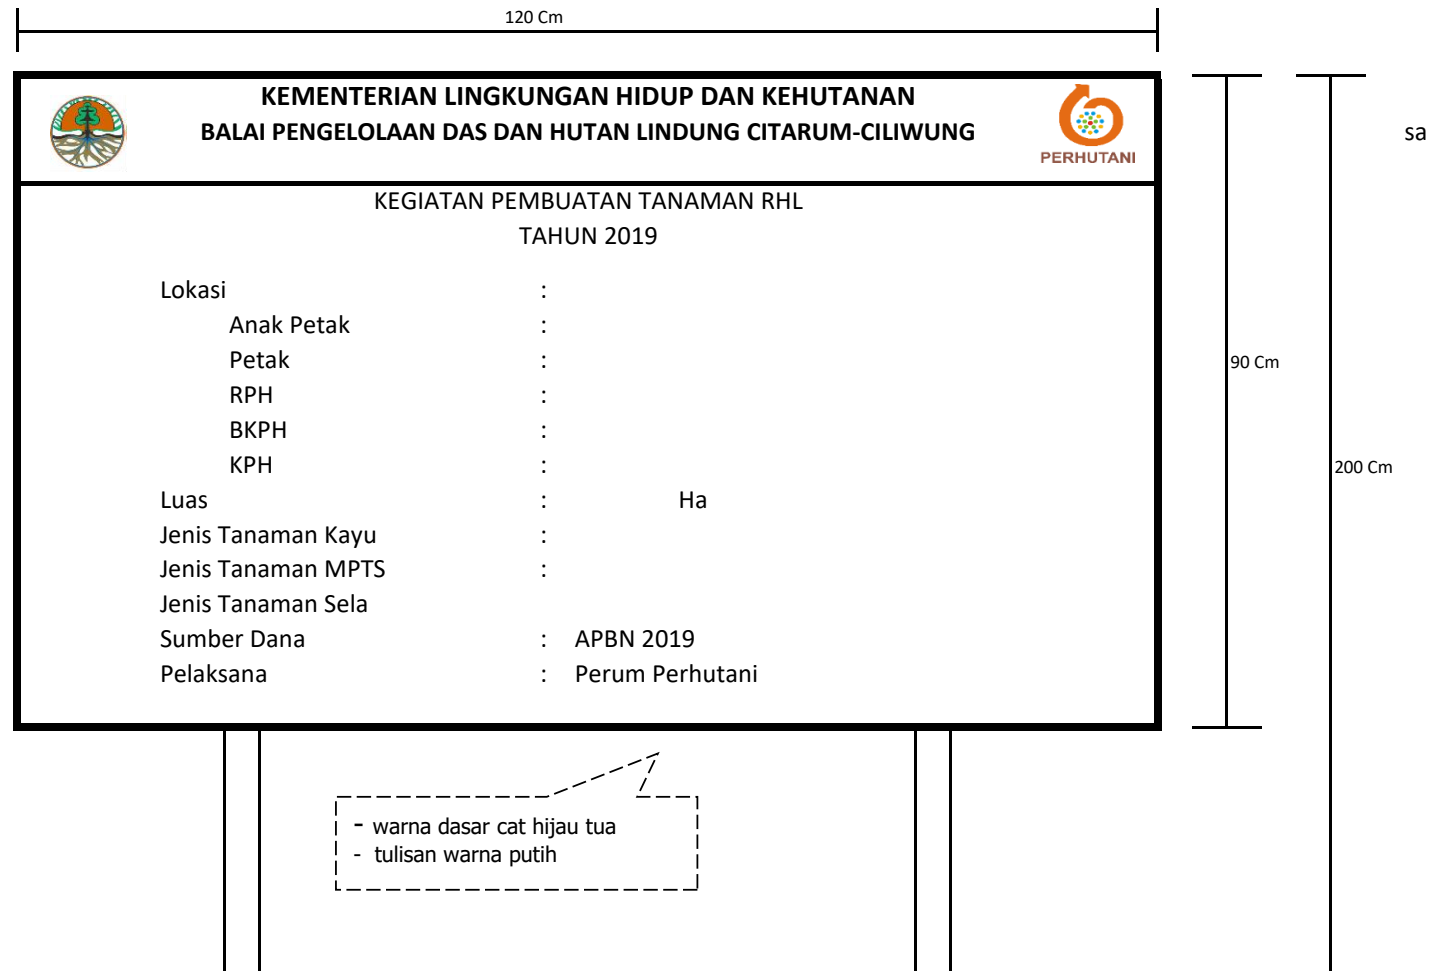 120 Cm
KEMENTERIAN LINGKUNGAN HIDUP DAN KEHUTANAN
BALAI PENGELOLAAN DAS DAN HUTAN LINDUNG CITARUM-CILIWUNG
PERHUTANI
sa
KEGIATAN PEMBUATAN TANAMAN RHL
TAHUN 2019
Lokasi :
Anak Petak :
Petak :
90 Cm
RPH :
BKPH :
KPH :
200 Cm
Luas : Ha
Jenis Tanaman Kayu :
Jenis Tanaman MPTS :
Jenis Tanaman Sela
Sumber Dana : APBN 2019
Pelaksana : Perum Perhutani
- warna dasar cat hijau tua
- tulisan warna putih